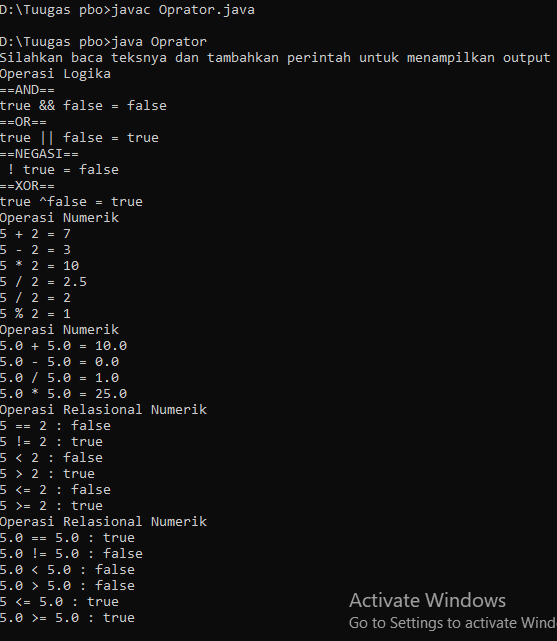 D:\Tuugas pbo>javac Oprator.java
D:\Tuugas pbo>java Oprator
Silahkan baca teksnya dan tambahkan perintah untuk menampilkan output
Operasi Logika
==AND==
true && false = false
==OR==
true || false = true
==NEGASI==
 ! true = false
==XOR==
true ^false = true
Operasi Numerik
5 + 2 = 7
5 - 2 = 3
5 * 2 = 10
5 / 2 = 2.5
5 / 2 = 2
5 % 2 = 1
Operasi Numerik
5.0 + 5.0 = 10.0
5.0 - 5.0 = 0.0
5.0 / 5.0 = 1.0
5.0 * 5.0 = 25.0
Operasi Relasional Numerik
5 == 2 : false
5 != 2 : true
5 < 2 : false
5 > 2 : true
5 <= 2 : false
5 >= 2 : true
Operasi Relasional Numerik
5.0 == 5.0 : true
5.0 != 5.0 : false
5.0 < 5.0 : false
5.0 > 5.0 : false
5 <= 5.0 : true
5.0 >= 5.0 : true
Activate Windows
Go to Settings to activate Wind